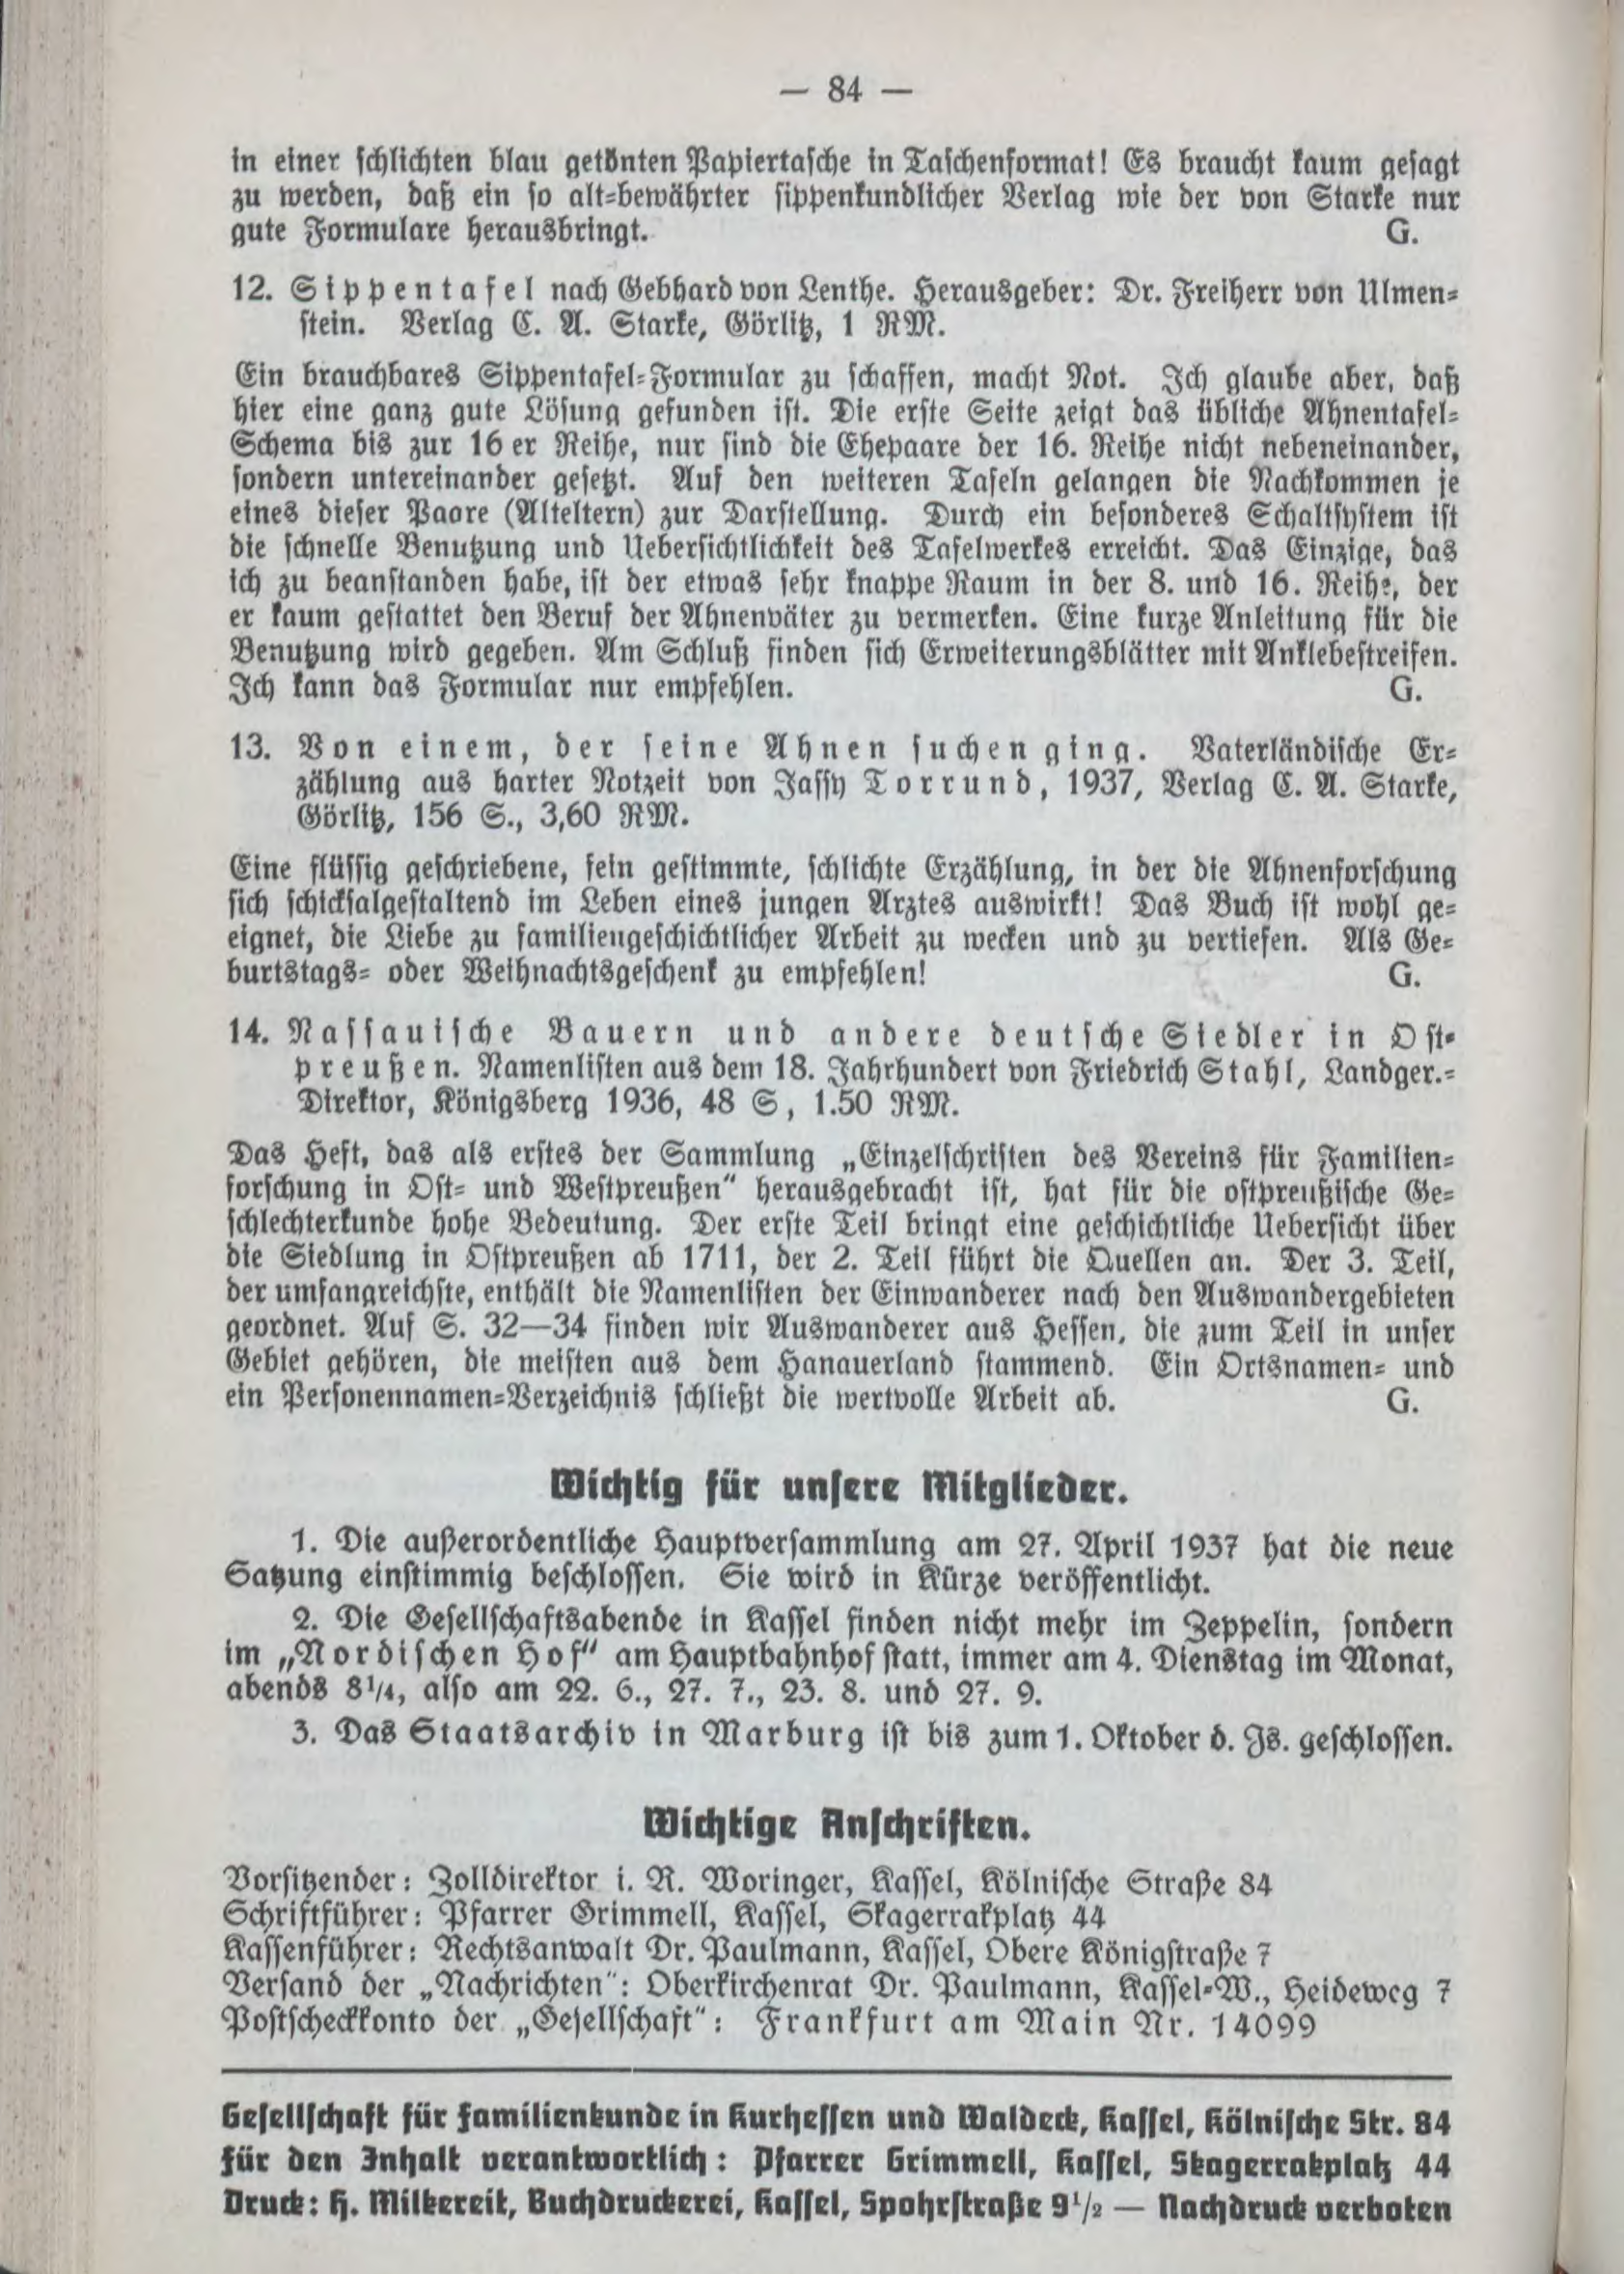 — 84 —
in einer schlichten blau getönten Papiertasche in Taschenformat! Es braucht kaum gesagt
zu werden, daß ein so alt-bewährter sippenkundlicher Verlag wie der von Starke nur
gute Formulare herausbringt. G.
12. Sippentafel nach Gebhard von Lenthe. Herausgeber: Dr. Freiherr von Ulmen-
stein. Verlag C. A. Starke, Görlitz, 1 RM.
Ein brauchbares Sippentafel-Formular zu schaffen, macht Not. Ich glaube aber, daß
hier eine ganz gute Lösung gefunden ist. Die erste Seite zeigt das übliche Ahnentafel-
Schema bis zur 16 er Reihe, nur sind die Ehepaare der 16. Reihe nicht nebeneinander,
sondern untereinander gesetzt. Auf den weiteren Tafeln gelangen die Nachkommen je
eines dieser Paare (Alteltern) zur Darstellung. Durch ein besonderes Schaltsystem ist
die schnelle Benutzung und Uebersichtlichkeit des Tafelwerkes erreicht. Das Einzige, das
ich zu beanstanden habe, ist der etwas sehr knappe Raum in der 8. und 16. Reihe, der
er kaum gestattet den Beruf der Ahnenväter zu vermerken. Eine kurze Anleitung für die
Benutzung wird gegeben. Am Schluß finden sich Erweiterungsblätter mit Anklebestreifen.
Ich kann das Formular nur empfehlen. G.
13. Von einem, der seine Ahnen suchen ging. Vaterländische Er-
zählung aus harter Notzeit von Jassy Torrund, 1937, Verlag C. A. Starke,
Görlitz, 156 S., 3,60 RM.
Eine flüssig geschriebene, fein gestimmte, schlichte Erzählung, in der die Ahnenforschung
sich schicksalgestaltend im Leben eines jungen Arztes auswirkt! Das Buch ist wohl ge-
eignet, die Liebe zu familiengeschichtlicher Arbeit zu wecken und zu vertiefen. Als Ge-
burtstags- oder Weihnachtsgeschenk zu empfehlen! G.
14. Nassauische Bauern und andere deutsche Siedler in Ost-
preußen. Namenlisten aus dem 18. Jahrhundert von Friedrich Stahl, Landger.-
Direktor, Königsberg 1936, 48 S, 1.50 RM.
Das Heft, das als erstes der Sammlung „Einzelschriften des Vereins für Familien-
forschung in Ost- und Westpreußen“ herausgebracht ist, hat für die ostpreußische Ge-
schlechterkunde hohe Bedeutung. Der erste Teil bringt eine geschichtliche Uebersicht über
die Siedlung in Ostpreußen ab 1711, der 2. Teil führt die Quellen an. Der 3. Teil,
der umfangreichste, enthält die Namenlisten der Einwanderer nach den Auswandergebieten
geordnet. Auf S. 32—34 finden wir Auswanderer aus Hessen, die zum Teil in unser
Gebiet gehören, die meisten aus dem Hanauerland stammend. Ein Ortsnamen- und
ein Personennamen-Verzeichnis schließt die wertvolle Arbeit ab. G.
Wichtig für unsere Mitglieder.
1. Die außerordentliche Hauptversammlung am 27. April 1937 hat die neue
Satzung einstimmig beschlossen. Sie wird in Kürze veröffentlicht.
2. Die Gesellschaftsabende in Kassel finden nicht mehr im Zeppelin, sondern
im „Nordischen Hof“ am Hauptbahnhof statt, immer am 4. Dienstag im Monat,
abends 8¼, also am 22. 6., 27. 7., 23. 8. und 27. 9.
3. Das Staatsarchiv in Marburg ist bis zum 1. Oktober d. Js. geschlossen.
Wichtige Anschriften.
Vorsitzender: Zolldirektor i. R. Woringer, Kassel, Kölnische Straße 84
Schriftführer: Pfarrer Grimmell, Kassel, Skagerrakplatz 44
Kassenführer: Rechtsanwalt Dr. Paulmann, Kassel, Obere Königstraße 7
Versand der „Nachrichten“: Oberkirchenrat Dr. Paulmann, Kassel-W., Heideweg 7
Postscheckkonto der „Gesellschaft“: Frankfurt am Main Nr. 14099
Gesellschaft für Familienkunde in Kurhessen und Waldeck, Kassel, Kölnische Str. 84
Für den Inhalt verantwortlich: Pfarrer Grimmell, Kassel, Skagerrakplatz 44
Druck: H. Milkereit, Buchdruckerei, Kassel, Spohrstraße 9½ — Nachdruck verboten